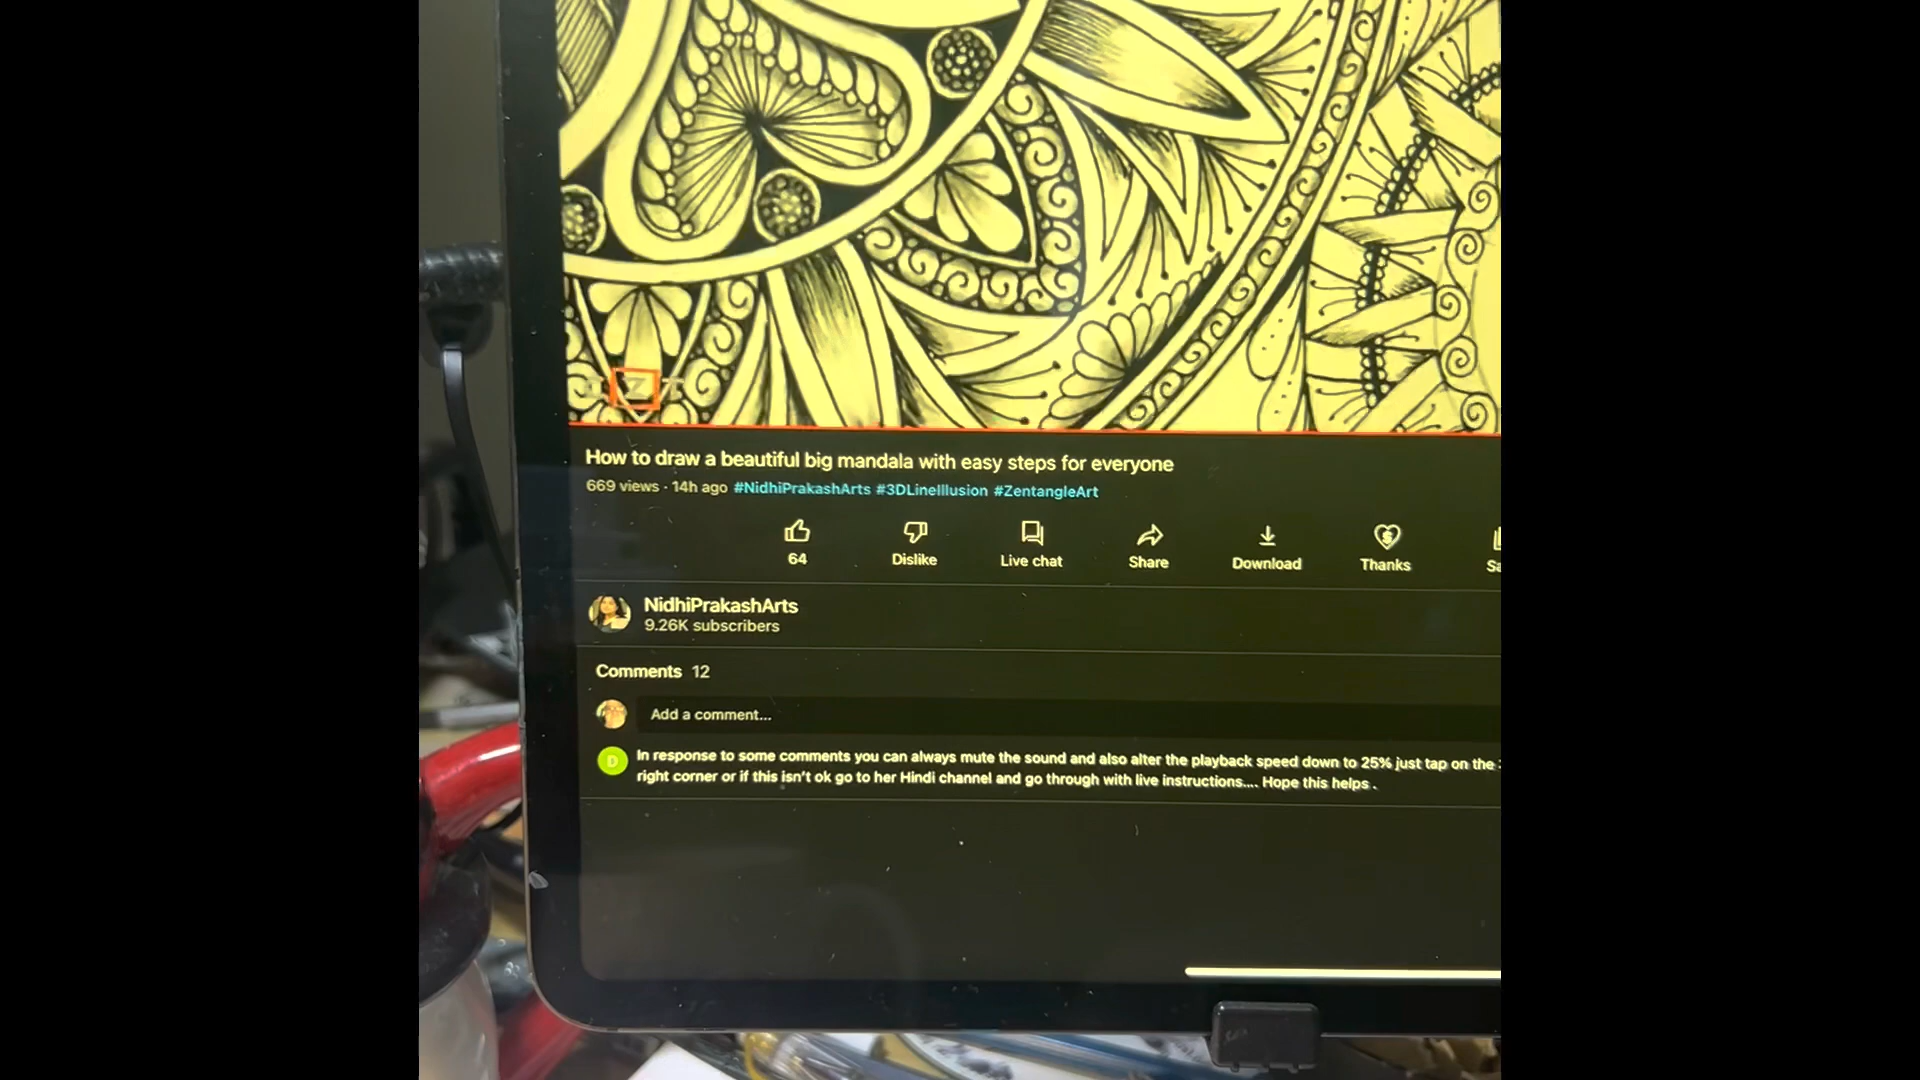 Z
How to draw a beautiful big mandala with easy steps for everyone
669 views · 14h ago #NidhiPrakashArts #3DLineIllusion #ZentangleArt
64 Dislike Live chat Share Download Thanks Sa
NidhiPrakashArts
9.26K subscribers
Comments 12
Add a comment...
D In response to some comments you can always mute the sound and also alter the playback speed down to 25% just tap on the
right corner or if this isn't ok go to her Hindi channel and go through with live instructions.... Hope this helps .